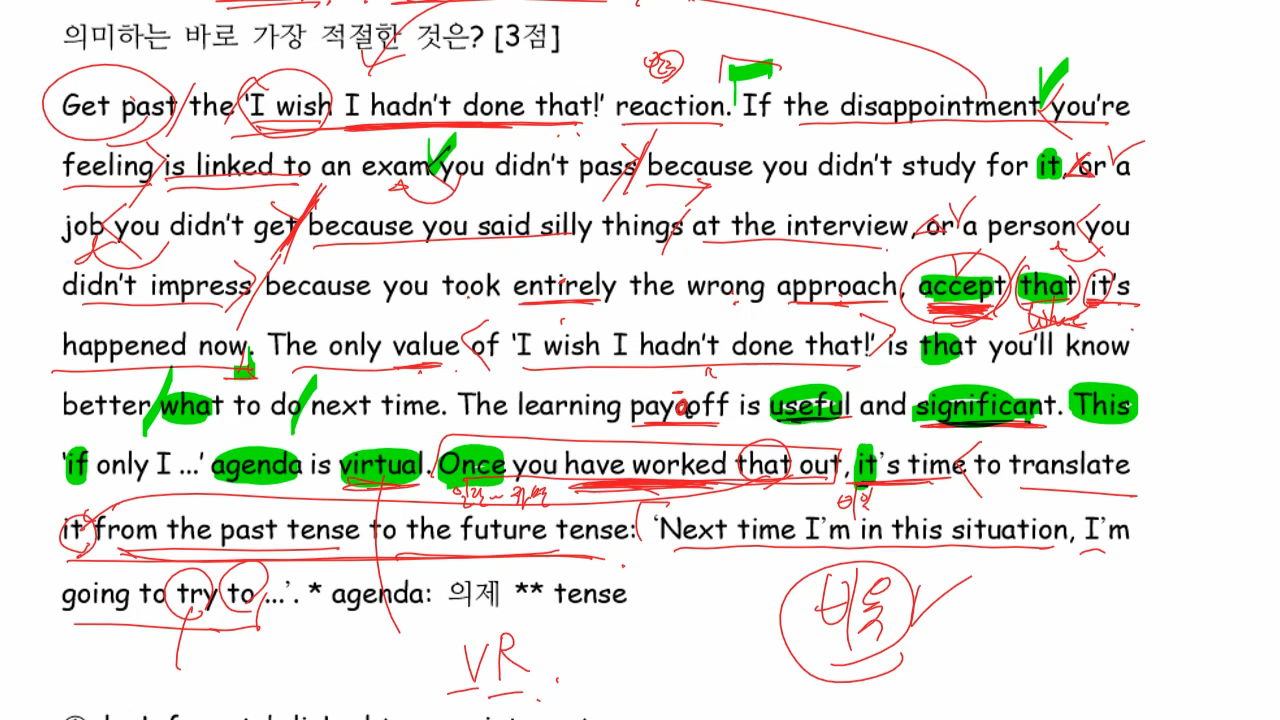 의미하는 바로 가장 적절한 것은? [3점]
Get past the 'I wish I hadn't done that!' reaction. If the disappointment you're
feeling is linked to an exam you didn't pass because you didn't study for it, or a
job you didn't get because you said silly things at the interview, or a person you
didn't impress because you took entirely the wrong approach, accept that it's
happened now. The only value of 'I wish I hadn't done that!' is that you'll know
better what to do next time. The learning payoff is useful and significant. This
'if only I ...' agenda is virtual. Once you have worked that out, it's time to translate
it from the past tense to the future tense: 'Next time I'm in this situation, I'm
going to try to ...'. * agenda: 의제 ** tense
VR